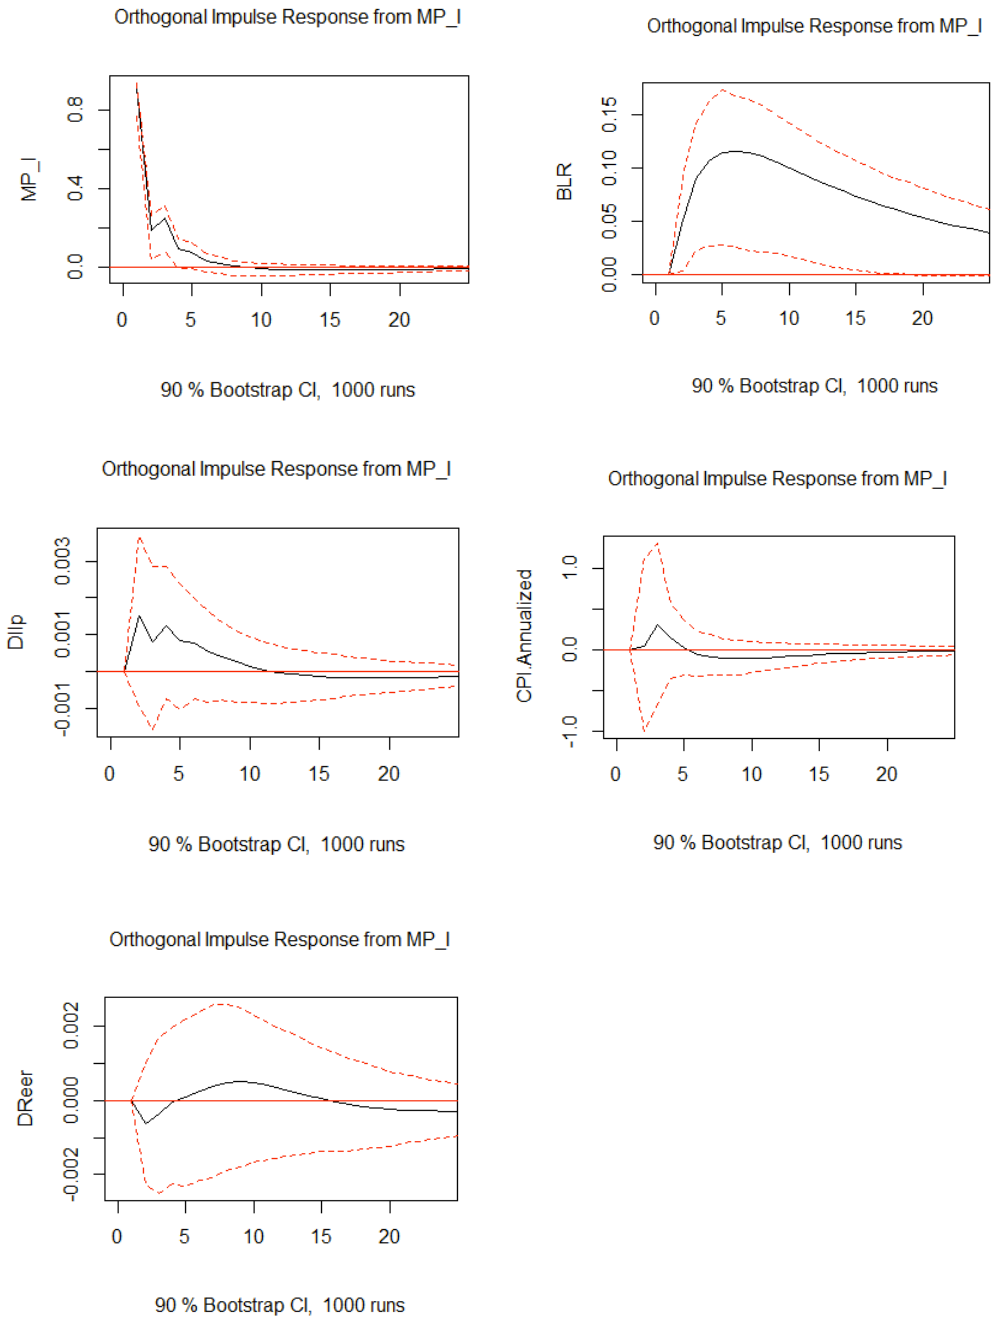 Orthogonal Impulse Response from MP_I
MP_I
0.8
0.4
0.0
0 5 10 15 20
90 % Bootstrap CI, 1000 runs
Orthogonal Impulse Response from MP_I
BLR
0.15
0.10
0.05
0.00
0 5 10 15 20
90 % Bootstrap CI, 1000 runs
Orthogonal Impulse Response from MP_I
DIIp
0.003
0.001
-0.001
0 5 10 15 20
90 % Bootstrap CI, 1000 runs
Orthogonal Impulse Response from MP_I
CPI.Annualized
1.0
0.0
-1.0
0 5 10 15 20
90 % Bootstrap CI, 1000 runs
Orthogonal Impulse Response from MP_I
DReer
0.002
0.000
-0.002
0 5 10 15 20
90 % Bootstrap CI, 1000 runs